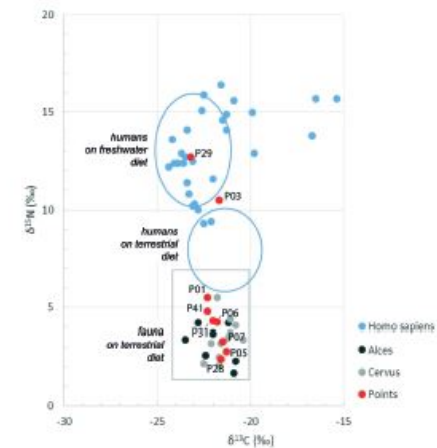 20
15
10
5
0
-30
-25
-20
-15
δ¹⁵N (‰)
δ¹³C (‰)
humans
on freshwater
diet
P29
P03
humans
on terrestrial
diet
P01
P41
P06
P31
P07
P05
P28
fauna
on terrestrial
diet
Homo sapiens
Alces
Cervus
Points